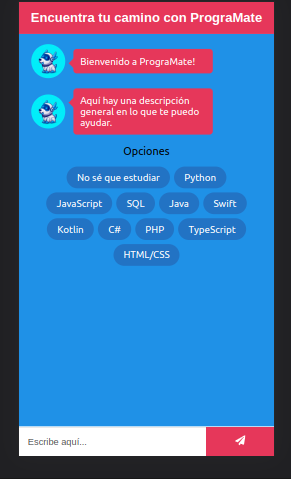 Encuentra tu camino con PrograMate
Bienvenido a PrograMate!
Aquí hay una descripción
general en lo que te puedo
ayudar.
Opciones
No sé que estudiar Python
JavaScript SQL Java Swift
Kotlin C# PHP TypeScript
HTML/CSS
Escribe aquí...